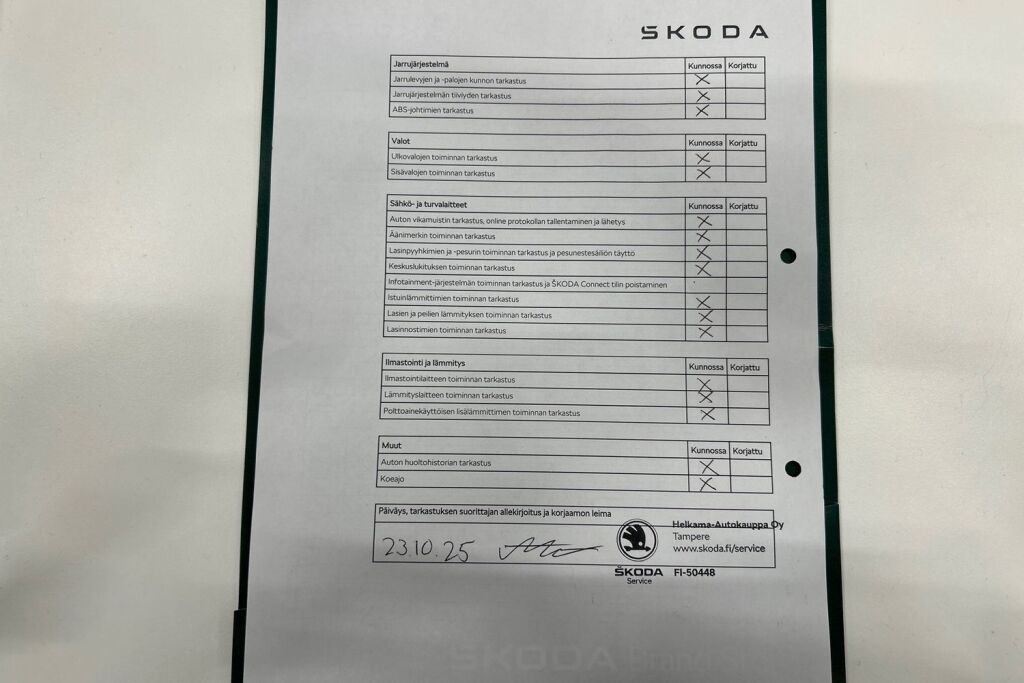 ŠKODA
Jarrujärjestelmä Kunnossa Korjattu
Jarrulevyjen ja -palojen kunnon tarkastus X
Jarrujärjestelmän tiiviyden tarkastus X
ABS-johtimien tarkastus X
Valot Kunnossa Korjattu
Ulkovalojen toiminnan tarkastus X
Sisävalojen toiminnan tarkastus X
Sähkö- ja turvalaitteet Kunnossa Korjattu
Auton vikamuistin tarkastus, online protokollan tallentaminen ja lähetys X
Äänimerkin toiminnan tarkastus X
Lasinpyyhkimien ja -pesurin toiminnan tarkastus ja pesunestesäiliön täyttö X
Keskuslukituksen toiminnan tarkastus X
Infotainment-järjestelmän toiminnan tarkastus ja ŠKODA Connect tilin poistaminen
Istuinlämmittimien toiminnan tarkastus X
Lasien ja peilien lämmityksen toiminnan tarkastus X
Lasinnostimien toiminnan tarkastus X
Ilmastointi ja lämmitys Kunnossa Korjattu
Ilmastointilaitteen toiminnan tarkastus X
Lämmityslaitteen toiminnan tarkastus X
Polttoainekäyttöisen lisälämmittimen toiminnan tarkastus X
Muut Kunnossa Korjattu
Auton huoltohistorian tarkastus X
Koeajo X
Päiväys, tarkastuksen suorittajan allekirjoitus ja korjaamon leima
Helkama-Autokauppa Oy
Tampere
www.skoda.fi/service
23.10.25
ŠKODA FI-50448
Service
ŠKODA